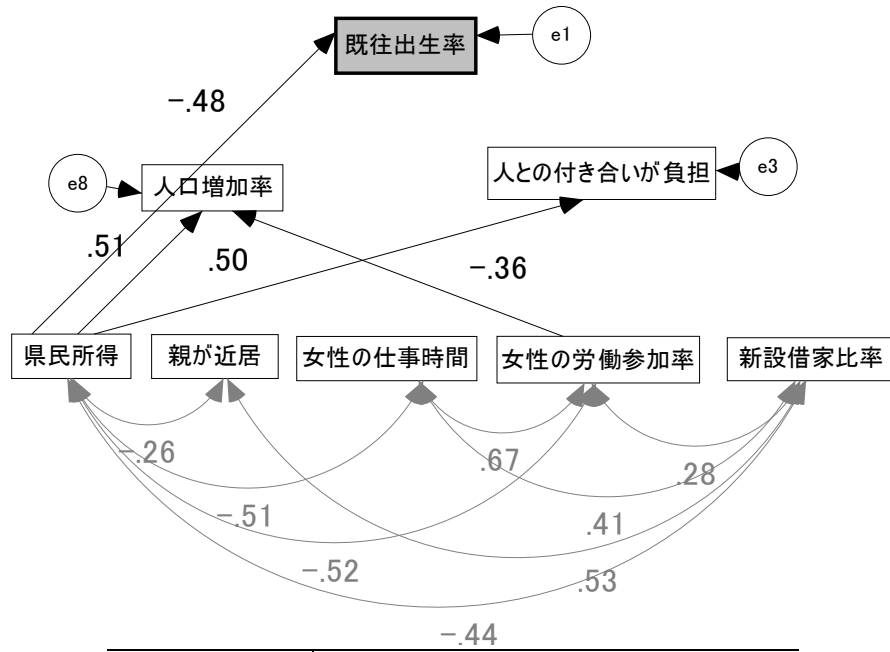 既往出生率
e1
−.48
e8
人口増加率
人との付き合いが負担
e3
.51
.50
−.36
県民所得
親が近居
女性の仕事時間
女性の労働参加率
新設借家比率
−.26
.67
.28
−.51
.41
−.52
.53
−.44